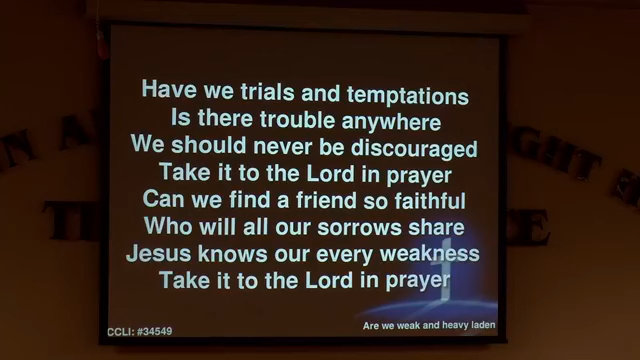 Have we trials and temptations
Is there trouble anywhere
We should never be discouraged
Take it to the Lord in prayer
Can we find a friend so faithful
Who will all our sorrows share
Jesus knows our every weakness
Take it to the Lord in prayer
CCLI: #34549
Are we weak and heavy laden